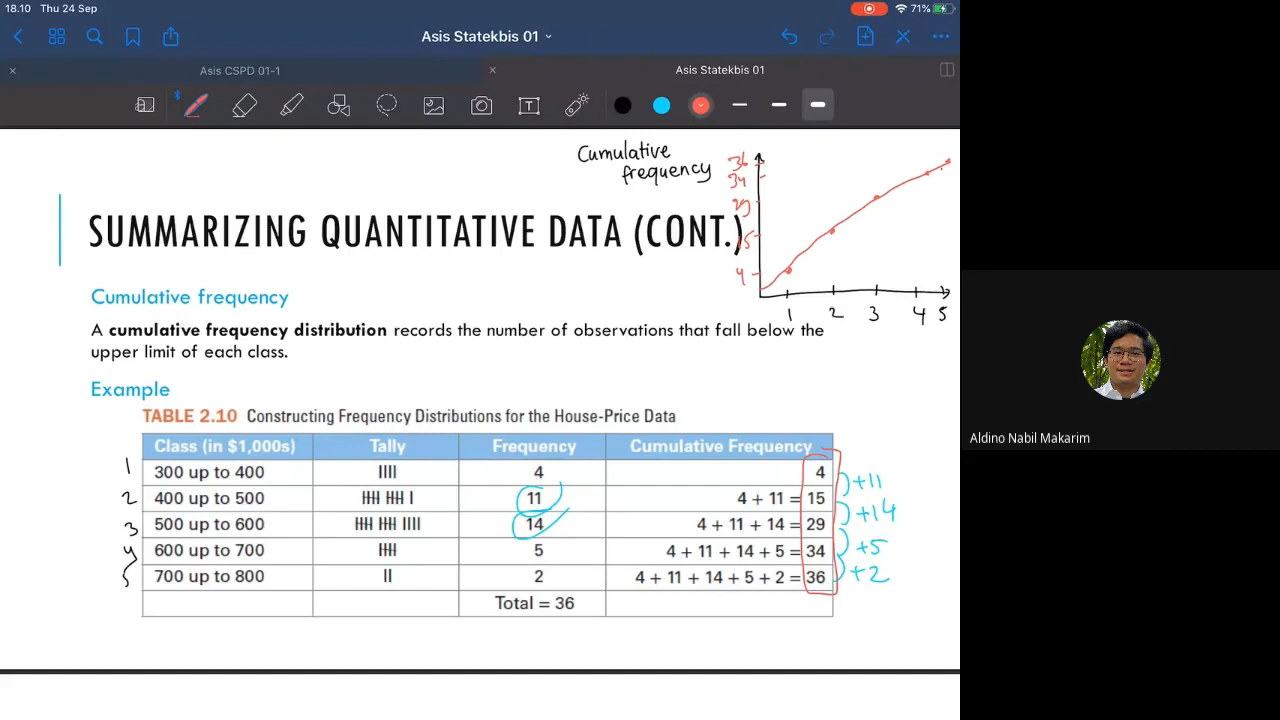 18.10 Thu 24 Sep
71%
Asis Statekbis 01
Asis CSPD 01-1
Asis Statekbis 01
T
Cumulative
frequency
36
34
29
15
4
1 2 3 4 5
SUMMARIZING QUANTITATIVE DATA (CONT.)
Cumulative frequency
A cumulative frequency distribution records the number of observations that fall below the
upper limit of each class.
Example
TABLE 2.10 Constructing Frequency Distributions for the House-Price Data
Class (in $1,000s) Tally Frequency Cumulative Frequency
1 300 up to 400 IIII 4 4
+11
2 400 up to 500 𝍸 𝍸 I 11 4 + 11 = 15
+14
3 500 up to 600 𝍸 𝍸 IIII 14 4 + 11 + 14 = 29
+5
4 600 up to 700 𝍸 5 4 + 11 + 14 + 5 = 34
+2
5 700 up to 800 II 2 4 + 11 + 14 + 5 + 2 = 36
Total = 36
Aldino Nabil Makarim